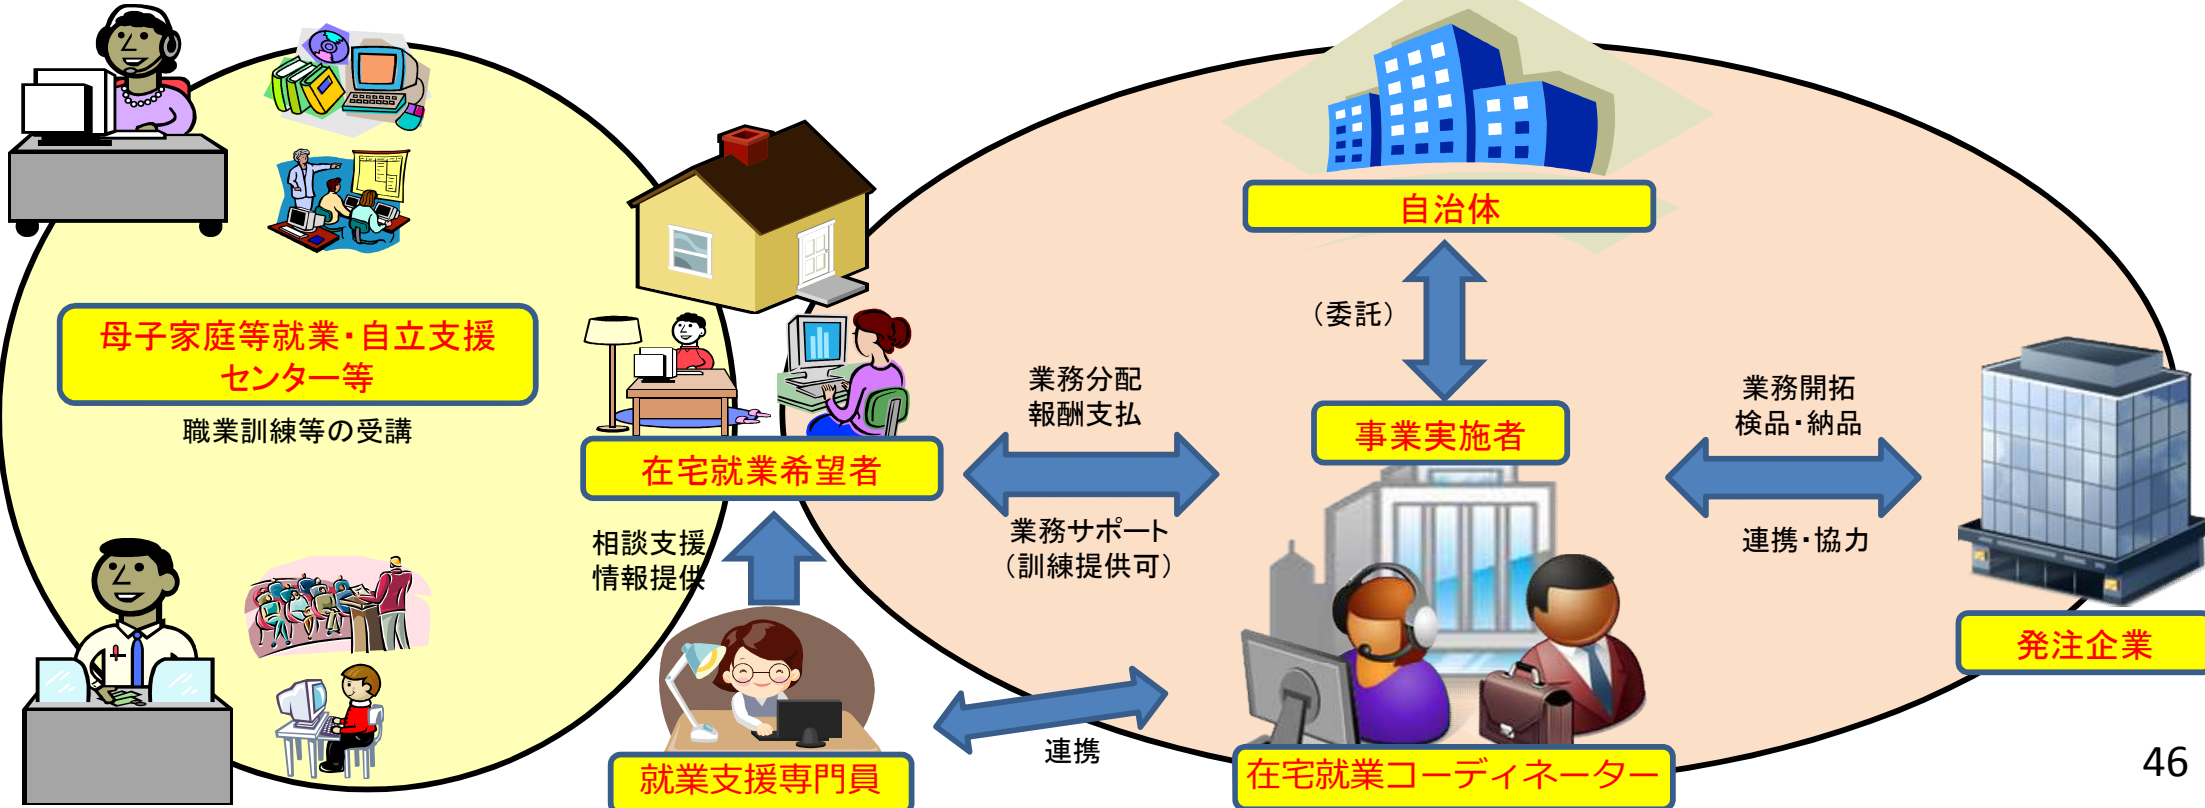 自治体
（委託）
母子家庭等就業・自立支援
センター等
職業訓練等の受講
業務分配
報酬支払
事業実施者
業務開拓
検品・納品
在宅就業希望者
相談支援
情報提供
業務サポート
（訓練提供可）
連携・協力
発注企業
連携
就業支援専門員
在宅就業コーディネーター
46